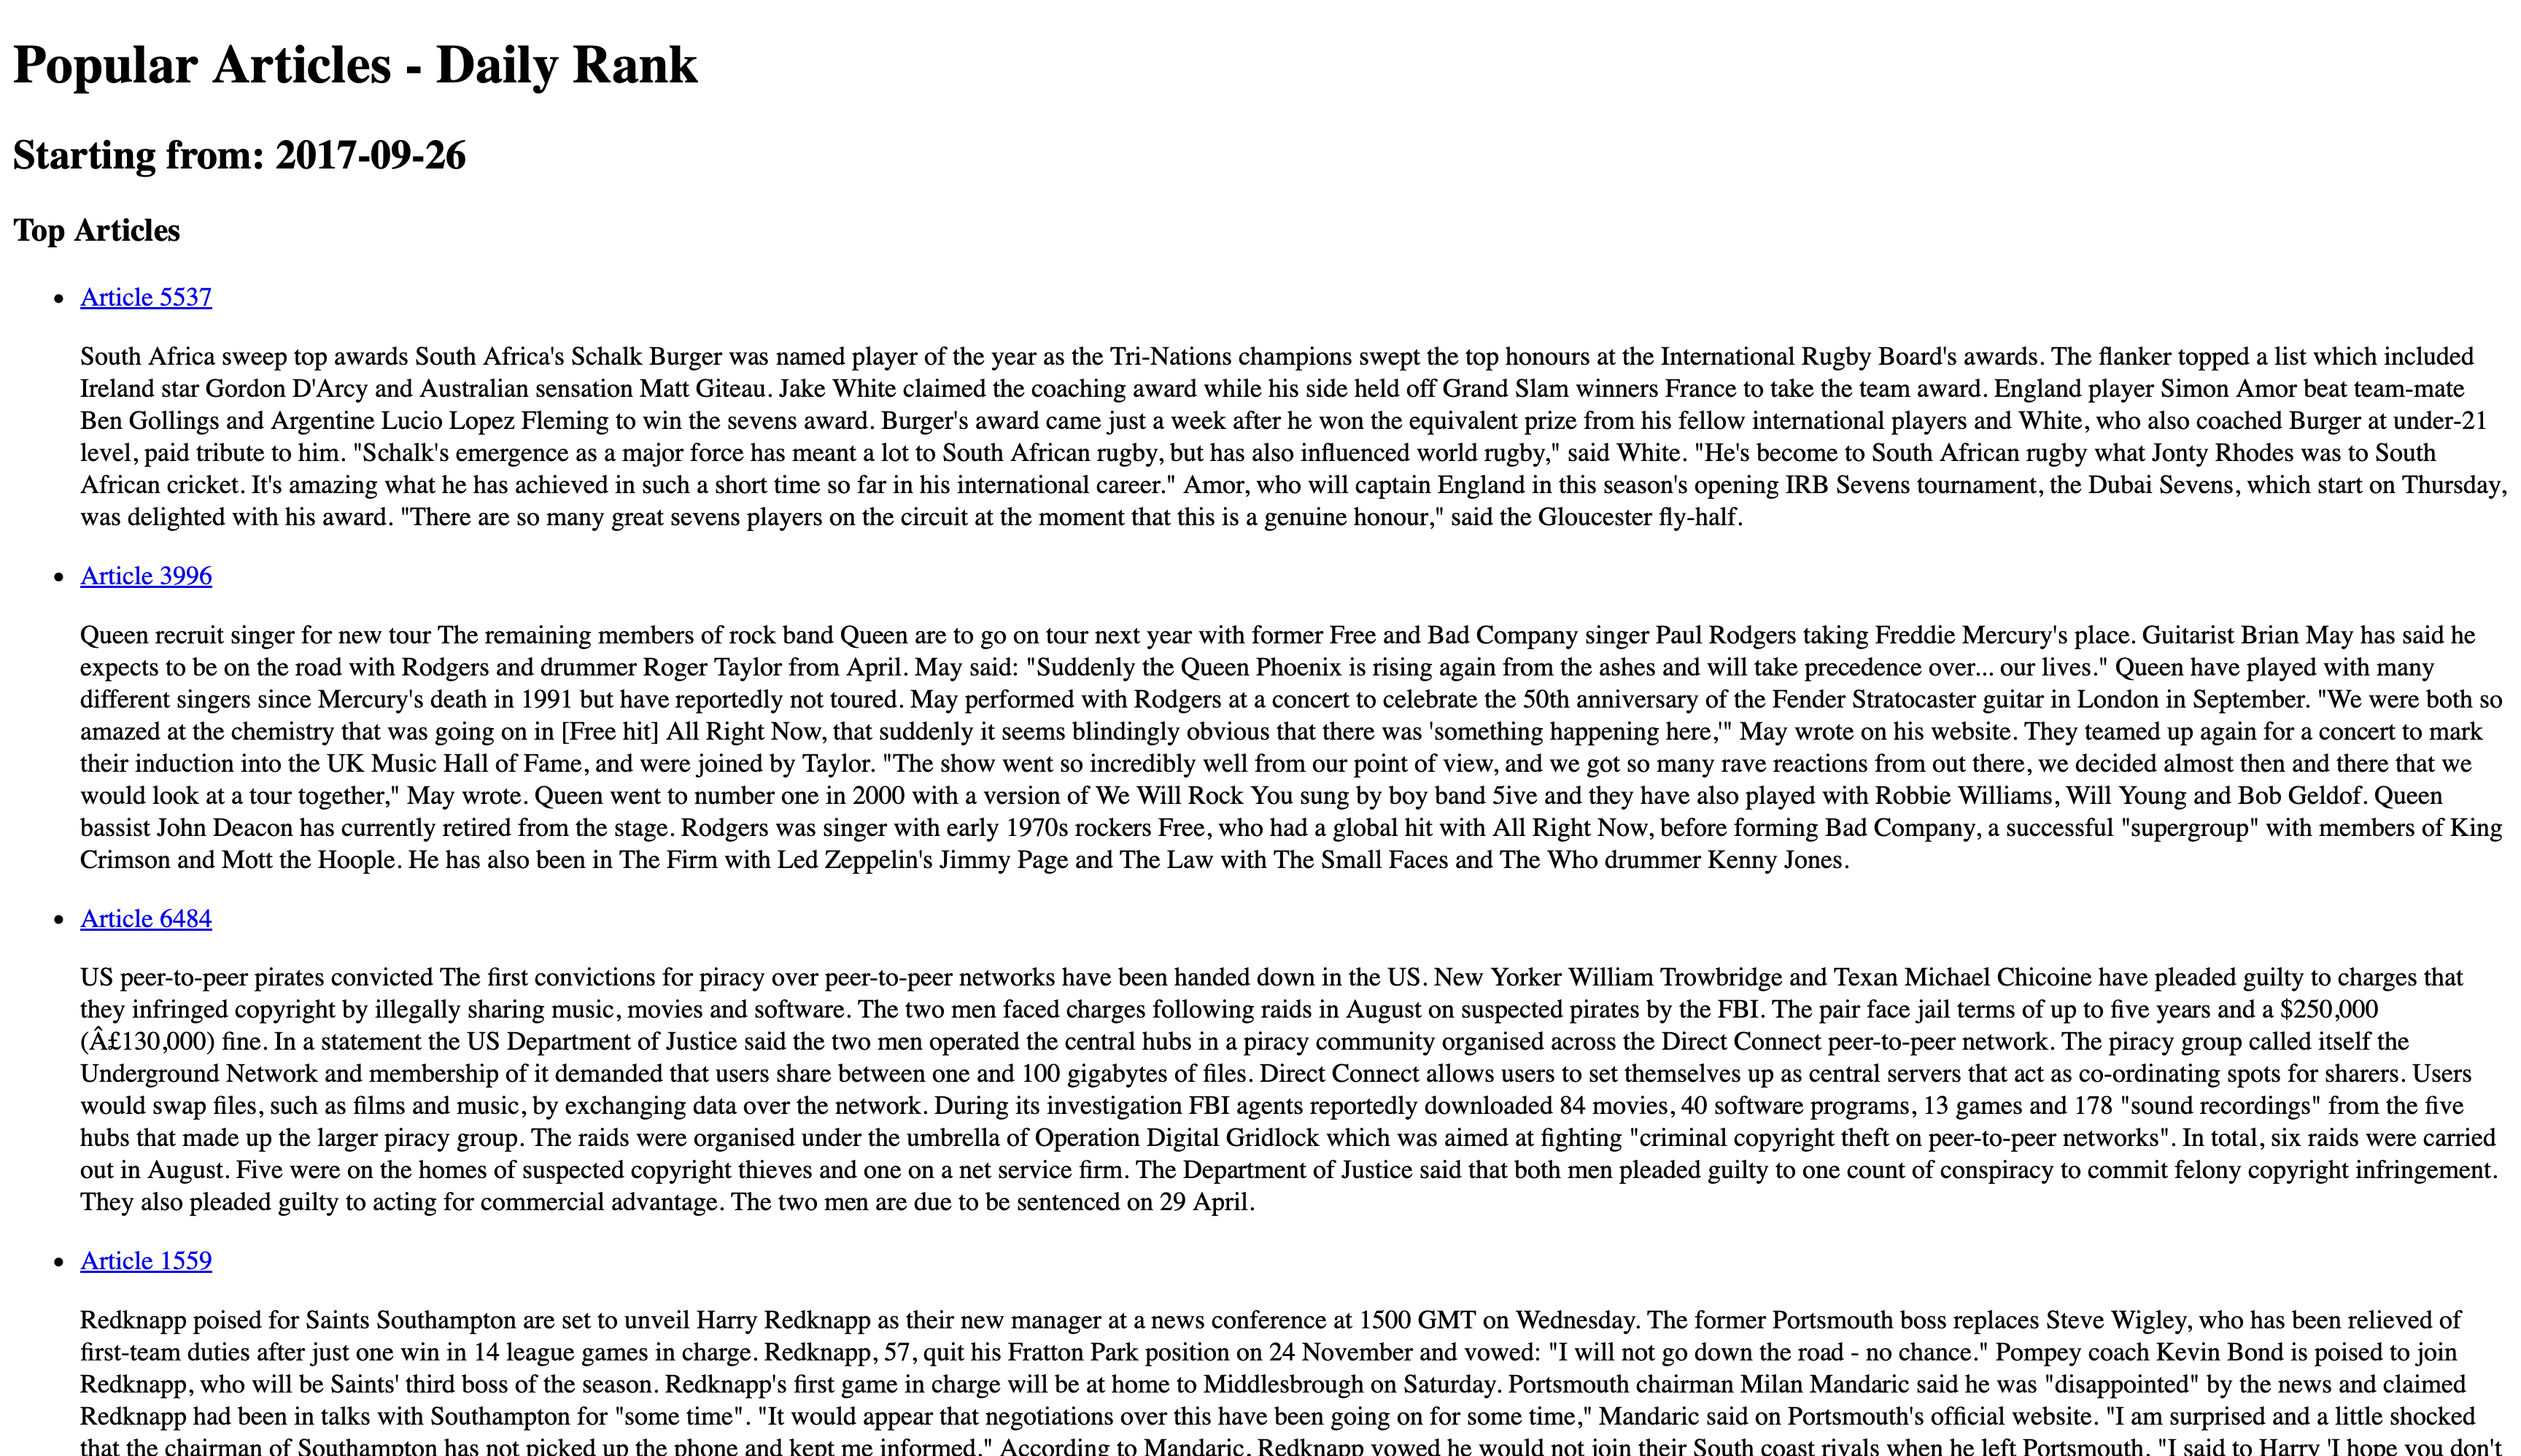 Popular Articles - Daily Rank
Starting from: 2017-09-26
Top Articles
Article 5537
South Africa sweep top awards South Africa's Schalk Burger was named player of the year as the Tri-Nations champions swept the top honours at the International Rugby Board's awards. The flanker topped a list which included
Ireland star Gordon D'Arcy and Australian sensation Matt Giteau. Jake White claimed the coaching award while his side held off Grand Slam winners France to take the team award. England player Simon Amor beat team-mate
Ben Gollings and Argentine Lucio Lopez Fleming to win the sevens award. Burger's award came just a week after he won the equivalent prize from his fellow international players and White, who also coached Burger at under-21
level, paid tribute to him. "Schalk's emergence as a major force has meant a lot to South African rugby, but has also influenced world rugby," said White. "He's become to South African rugby what Jonty Rhodes was to South
African cricket. It's amazing what he has achieved in such a short time so far in his international career." Amor, who will captain England in this season's opening IRB Sevens tournament, the Dubai Sevens, which start on Thursday,
was delighted with his award. "There are so many great sevens players on the circuit at the moment that this is a genuine honour," said the Gloucester fly-half.
Article 3996
Queen recruit singer for new tour The remaining members of rock band Queen are to go on tour next year with former Free and Bad Company singer Paul Rodgers taking Freddie Mercury's place. Guitarist Brian May has said he
expects to be on the road with Rodgers and drummer Roger Taylor from April. May said: "Suddenly the Queen Phoenix is rising again from the ashes and will take precedence over... our lives." Queen have played with many
different singers since Mercury's death in 1991 but have reportedly not toured. May performed with Rodgers at a concert to celebrate the 50th anniversary of the Fender Stratocaster guitar in London in September. "We were both so
amazed at the chemistry that was going on in [Free hit] All Right Now, that suddenly it seems blindingly obvious that there was 'something happening here,'" May wrote on his website. They teamed up again for a concert to mark
their induction into the UK Music Hall of Fame, and were joined by Taylor. "The show went so incredibly well from our point of view, and we got so many rave reactions from out there, we decided almost then and there that we
would look at a tour together," May wrote. Queen went to number one in 2000 with a version of We Will Rock You sung by boy band 5ive and they have also played with Robbie Williams, Will Young and Bob Geldof. Queen
bassist John Deacon has currently retired from the stage. Rodgers was singer with early 1970s rockers Free, who had a global hit with All Right Now, before forming Bad Company, a successful "supergroup" with members of King
Crimson and Mott the Hoople. He has also been in The Firm with Led Zeppelin's Jimmy Page and The Law with The Small Faces and The Who drummer Kenny Jones.
Article 6484
US peer-to-peer pirates convicted The first convictions for piracy over peer-to-peer networks have been handed down in the US. New Yorker William Trowbridge and Texan Michael Chicoine have pleaded guilty to charges that
they infringed copyright by illegally sharing music, movies and software. The two men faced charges following raids in August on suspected pirates by the FBI. The pair face jail terms of up to five years and a $250,000
(Â£130,000) fine. In a statement the US Department of Justice said the two men operated the central hubs in a piracy community organised across the Direct Connect peer-to-peer network. The piracy group called itself the
Underground Network and membership of it demanded that users share between one and 100 gigabytes of files. Direct Connect allows users to set themselves up as central servers that act as co-ordinating spots for sharers. Users
would swap files, such as films and music, by exchanging data over the network. During its investigation FBI agents reportedly downloaded 84 movies, 40 software programs, 13 games and 178 "sound recordings" from the five
hubs that made up the larger piracy group. The raids were organised under the umbrella of Operation Digital Gridlock which was aimed at fighting "criminal copyright theft on peer-to-peer networks". In total, six raids were carried
out in August. Five were on the homes of suspected copyright thieves and one on a net service firm. The Department of Justice said that both men pleaded guilty to one count of conspiracy to commit felony copyright infringement.
They also pleaded guilty to acting for commercial advantage. The two men are due to be sentenced on 29 April.
Article 1559
Redknapp poised for Saints Southampton are set to unveil Harry Redknapp as their new manager at a news conference at 1500 GMT on Wednesday. The former Portsmouth boss replaces Steve Wigley, who has been relieved of
first-team duties after just one win in 14 league games in charge. Redknapp, 57, quit his Fratton Park position on 24 November and vowed: "I will not go down the road - no chance." Pompey coach Kevin Bond is poised to join
Redknapp, who will be Saints' third boss of the season. Redknapp's first game in charge will be at home to Middlesbrough on Saturday. Portsmouth chairman Milan Mandaric said he was "disappointed" by the news and claimed
Redknapp had been in talks with Southampton for "some time". "It would appear that negotiations over this have been going on for some time," Mandaric said on Portsmouth's official website. "I am surprised and a little shocked
that the chairman of Southampton has not picked up the phone and kept me informed." According to Mandaric, Redknapp vowed he would not join their South coast rivals when he left Portsmouth. "I said to Harry 'I hope you don't